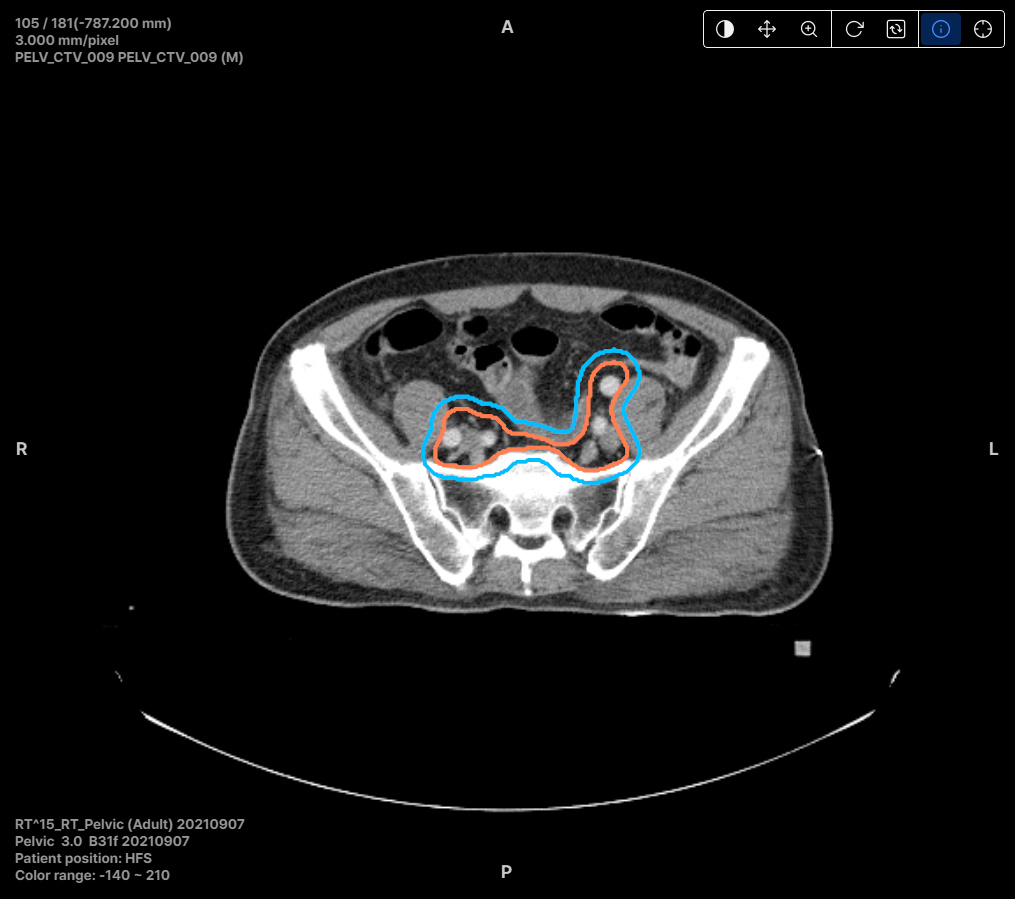 105 / 181(-787.200 mm)
3.000 mm/pixel
PELV_CTV_009 PELV_CTV_009 (M)
A
R
L
RT^15_RT_Pelvic (Adult) 20210907
Pelvic  3.0  B31f 20210907
Patient position: HFS
Color range: -140 ~ 210
P